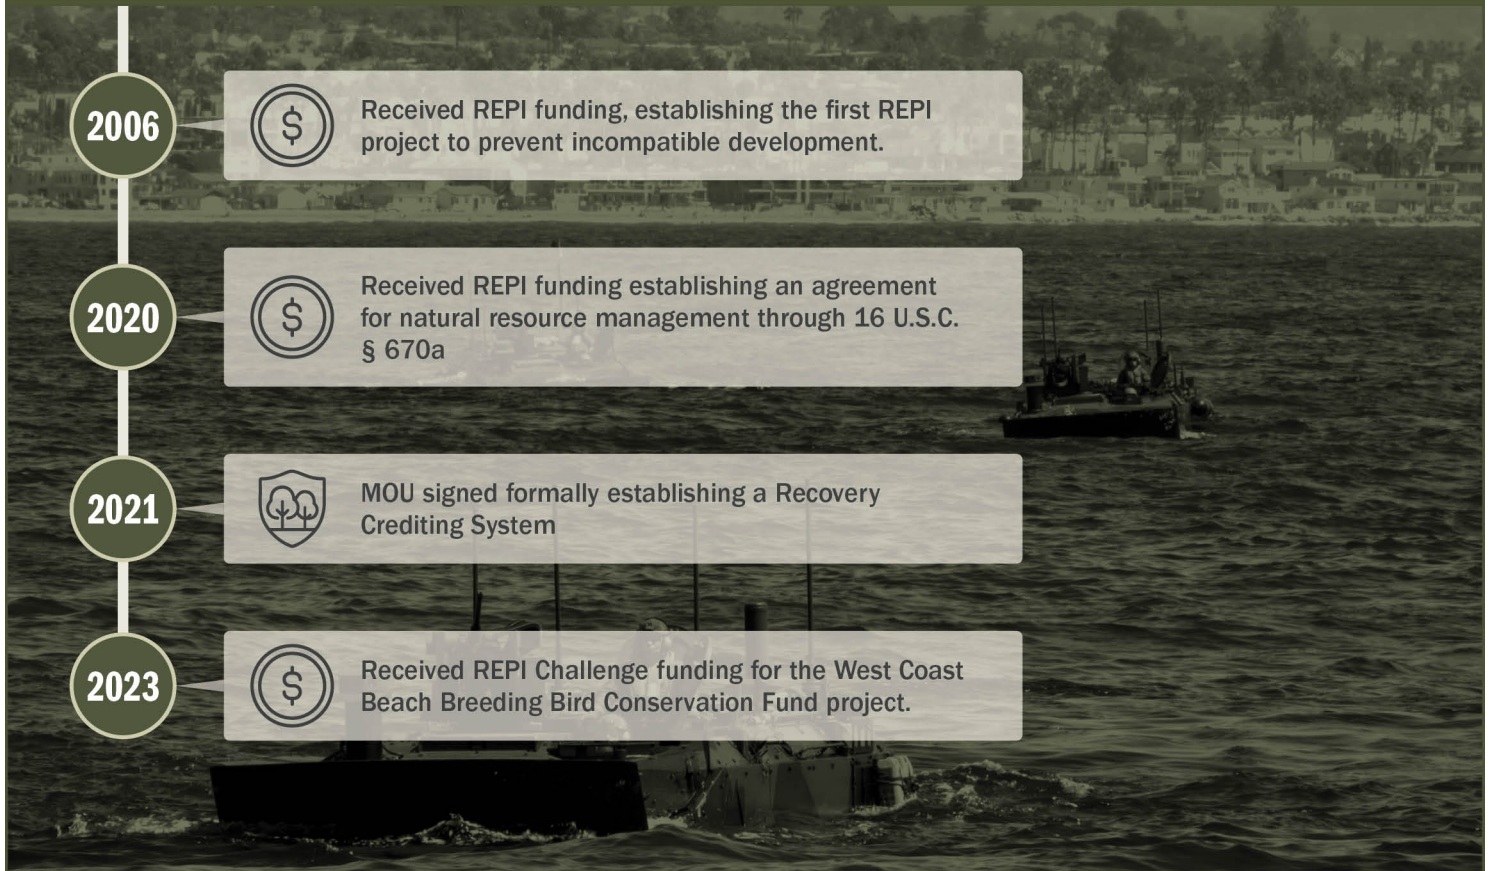 2006
$
Received REPI funding, establishing the first REPI
project to prevent incompatible development.
2020
$
Received REPI funding establishing an agreement
for natural resource management through 16 U.S.C.
§ 670a
2021
MOU signed formally establishing a Recovery
Crediting System
2023
$
Received REPI Challenge funding for the West Coast
Beach Breeding Bird Conservation Fund project.